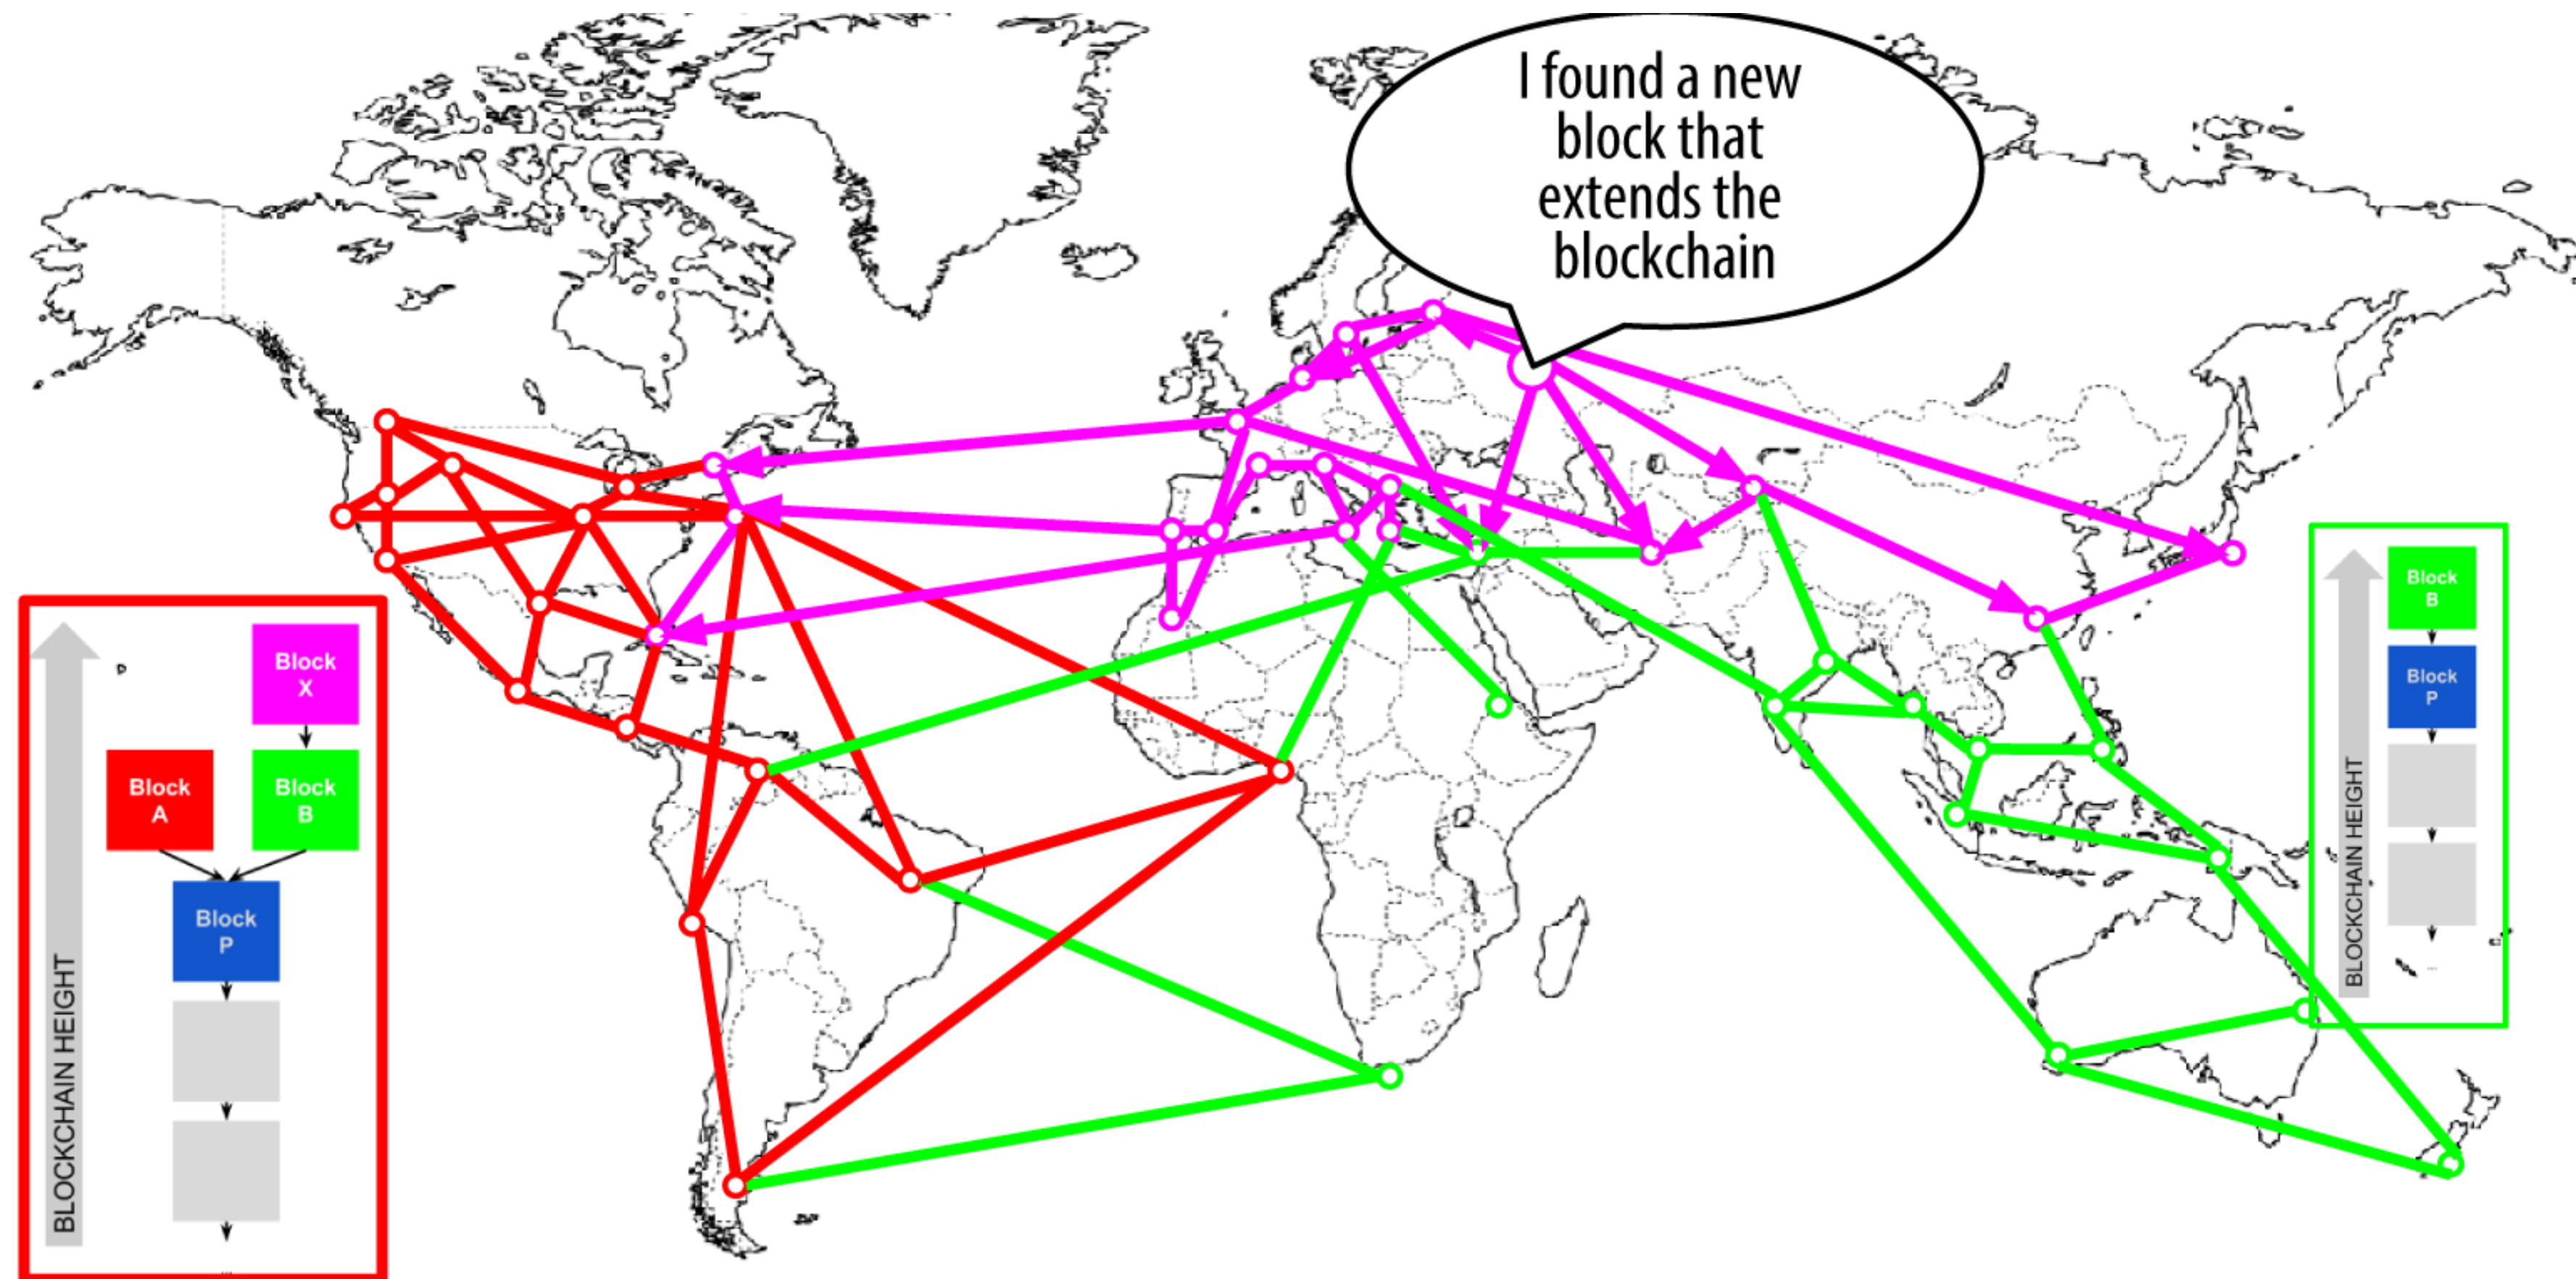 I found a new
block that
extends the
blockchain
BLOCKCHAIN HEIGHT
Block
X
Block
A
Block
B
Block
P
...
BLOCKCHAIN HEIGHT
Block
B
Block
P
...